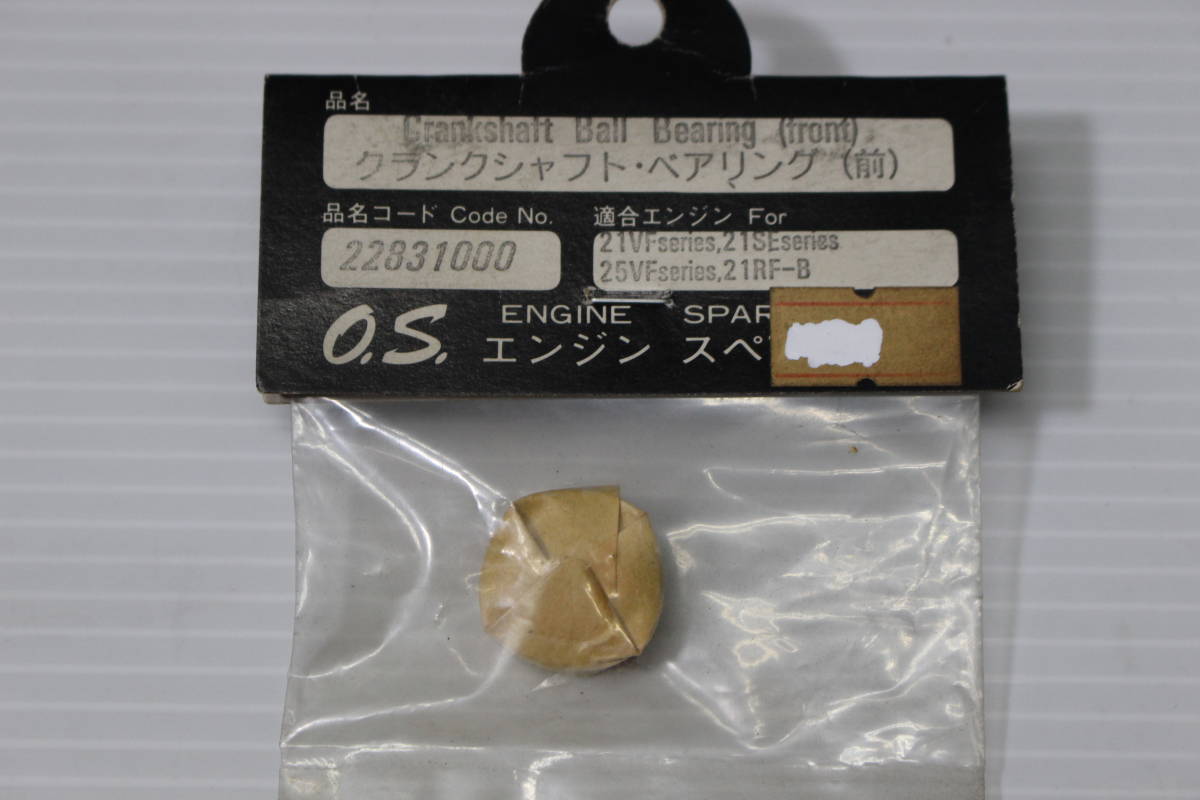 品名
Crankshaft Ball Bearing (front)
クランクシャフト・ベアリング (前)
品名コード Code No. 適合エンジン For
22831000
21VFseries,21SEseries
25VFseries,21RF-B
O.S. ENGINE SPAR
エンジン スペ